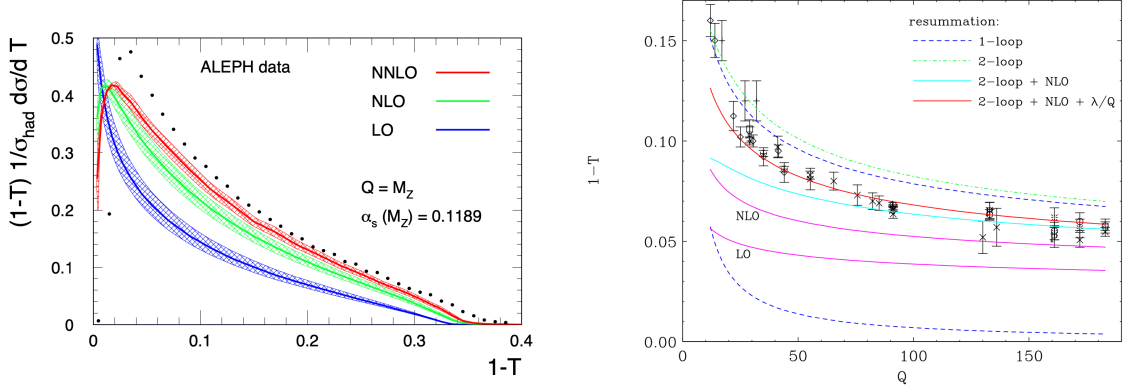 (1-T) 1/σhad dσ/d T
0.5
0.4
0.3
0.2
0.1
0
ALEPH data
NNLO
NLO
LO
Q = MZ
αs (MZ) = 0.1189
0 0.1 0.2 0.3 0.4
1-T
1-T
0.15
0.10
0.05
0.00
resummation:
1-loop
2-loop
2-loop + NLO
2-loop + NLO + λ/Q
NLO
LO
0 50 100 150
Q